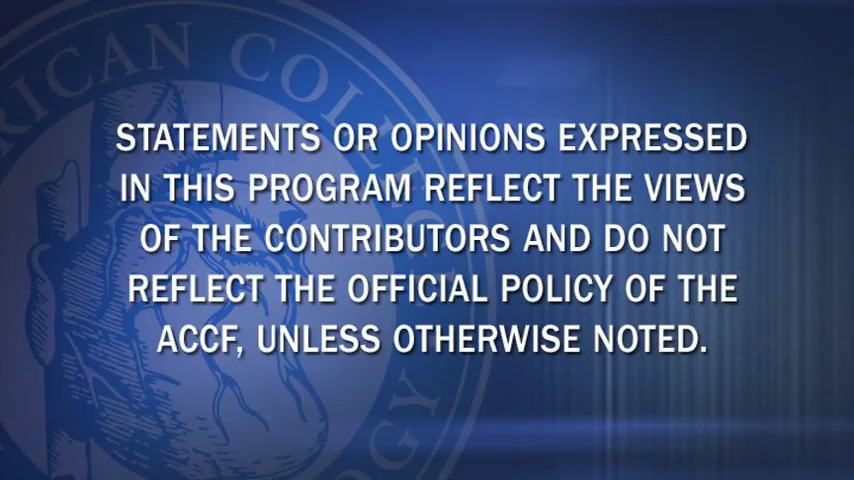 STATEMENTS OR OPINIONS EXPRESSED
IN THIS PROGRAM REFLECT THE VIEWS
OF THE CONTRIBUTORS AND DO NOT
REFLECT THE OFFICIAL POLICY OF THE
ACCF, UNLESS OTHERWISE NOTED.